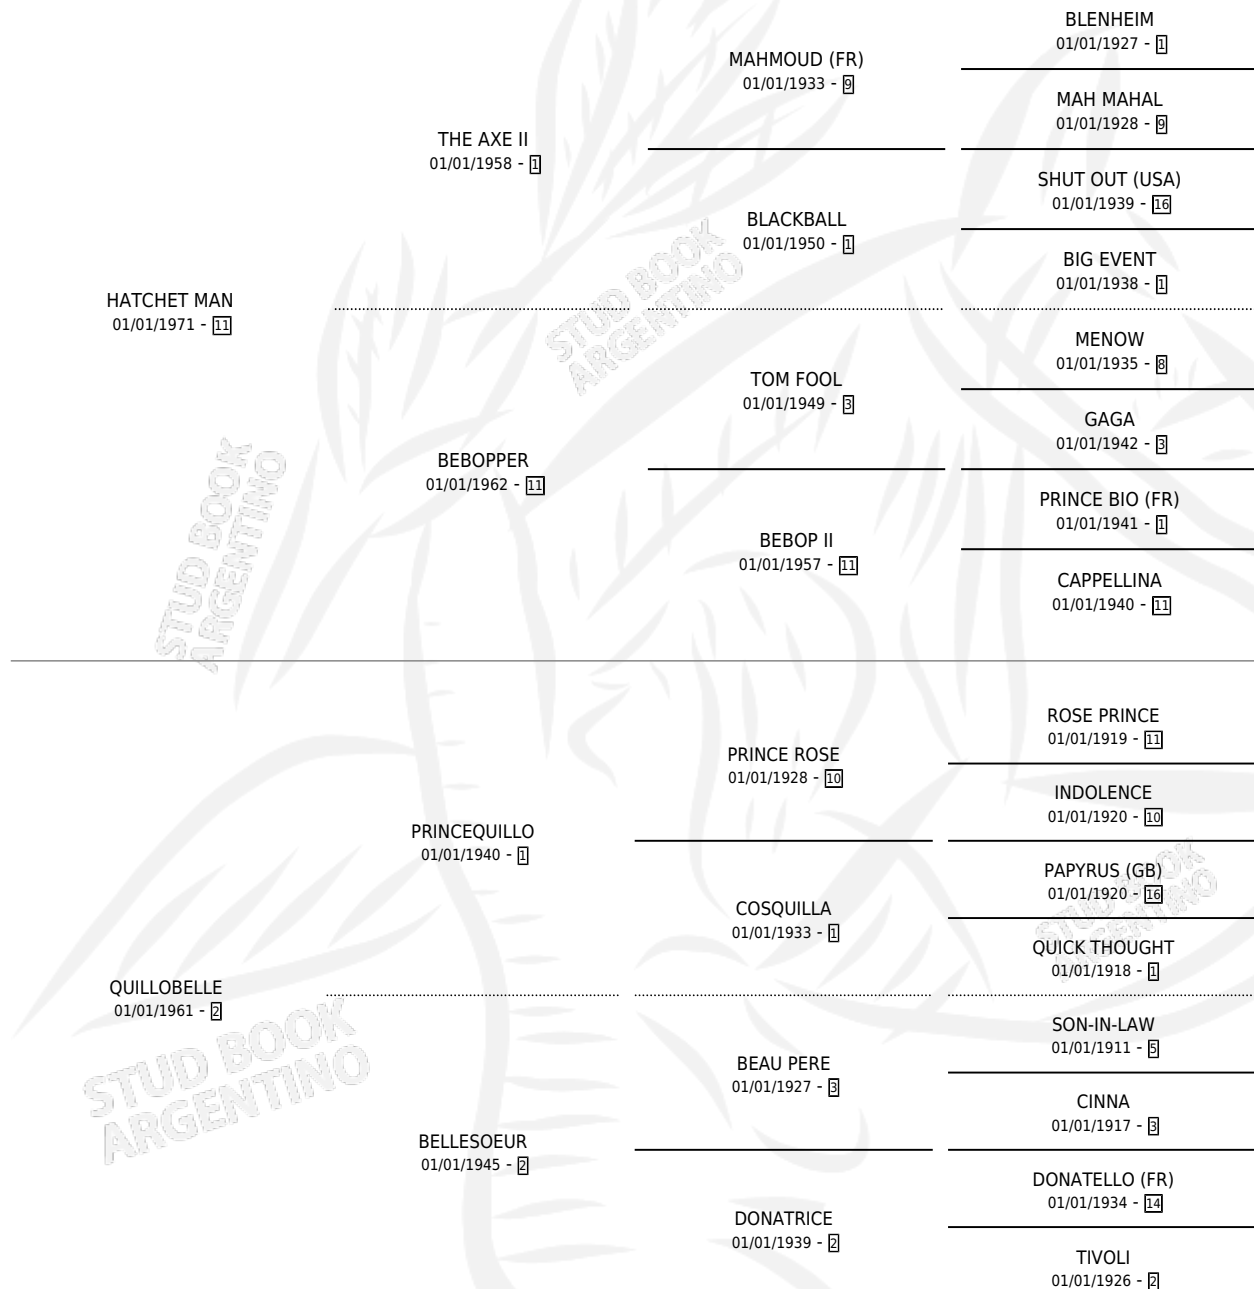 BLENHEIM
01/01/1927 - 1
MAHMOUD (FR)
01/01/1933 - 9
MAH MAHAL
01/01/1928 - 9
THE AXE II
01/01/1958 - 1
SHUT OUT (USA)
01/01/1939 - 16
BLACKBALL
01/01/1950 - 1
BIG EVENT
01/01/1938 - 1
HATCHET MAN
01/01/1971 - 11
MENOW
01/01/1935 - 8
TOM FOOL
01/01/1949 - 3
GAGA
01/01/1942 - 3
BEBOPPER
01/01/1962 - 11
PRINCE BIO (FR)
01/01/1941 - 1
BEBOP II
01/01/1957 - 11
CAPPELLINA
01/01/1940 - 11
ROSE PRINCE
01/01/1919 - 11
PRINCE ROSE
01/01/1928 - 10
INDOLENCE
01/01/1920 - 10
PRINCEQUILLO
01/01/1940 - 1
PAPYRUS (GB)
01/01/1920 - 16
COSQUILLA
01/01/1933 - 1
QUICK THOUGHT
01/01/1918 - 1
QUILLOBELLE
01/01/1961 - 2
SON-IN-LAW
01/01/1911 - 5
BEAU PERE
01/01/1927 - 3
CINNA
01/01/1917 - 3
BELLESOEUR
01/01/1945 - 2
DONATELLO (FR)
01/01/1934 - 14
DONATRICE
01/01/1939 - 2
TIVOLI
01/01/1926 - 2
STUD BOOK
ARGENTINO
STUD BOOK
ARGENTINO
STUD BOOK
ARGENTINO
STUD BOOK
ARGENTINO